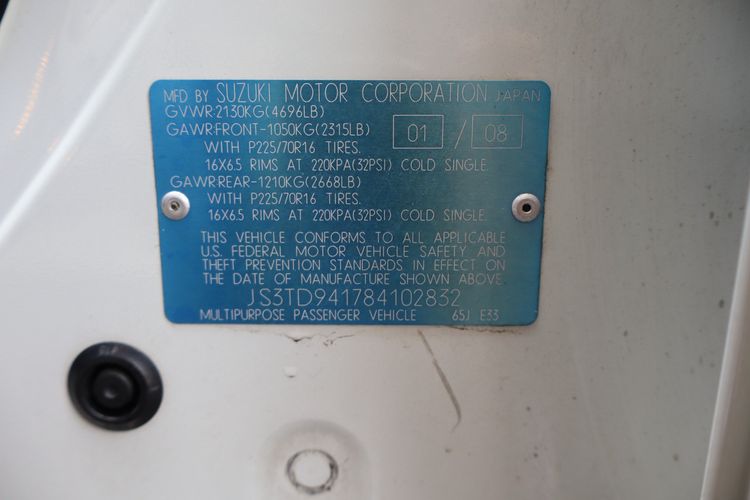 MFD BY SUZUKI MOTOR CORPORATION JAPAN
GVWR:2130KG(4696LB)
GAWR:FRONT-1050KG(2315LB) 01 / 08
WITH P225/70R16 TIRES.
16X6.5 RIMS AT 220KPA(32PSI) COLD SINGLE.
GAWR:REAR-1210KG(2668LB)
WITH P225/70R16 TIRES.
16X6.5 RIMS AT 220KPA(32PSI) COLD SINGLE.
THIS VEHICLE CONFORMS TO ALL APPLICABLE
U.S. FEDERAL MOTOR VEHICLE SAFETY AND
THEFT PREVENTION STANDARDS IN EFFECT ON
THE DATE OF MANUFACTURE SHOWN ABOVE.
JS3TD941784102832
MULTIPURPOSE PASSENGER VEHICLE 65J E33